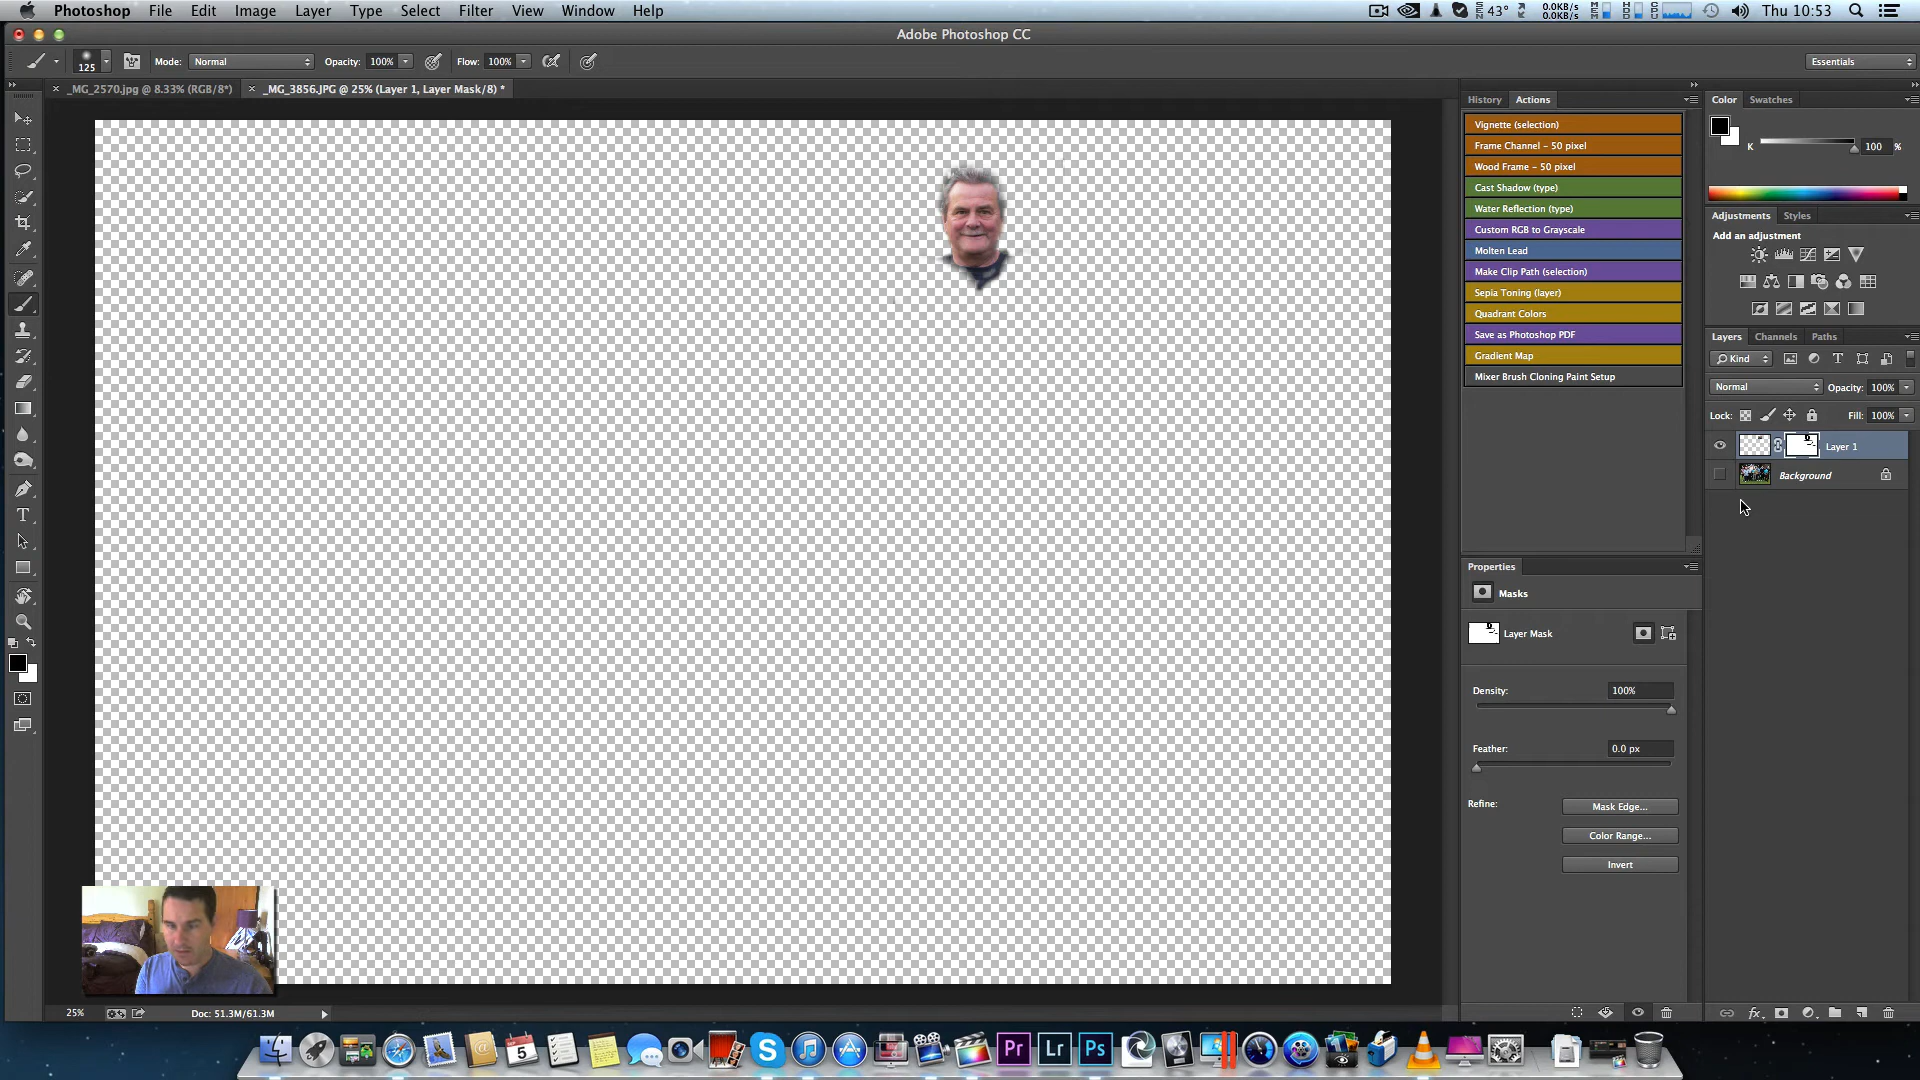 Photoshop File Edit Image Layer Type Select Filter View Window Help
0.0KB/s
0.0KB/s
43° Thu 10:53
Adobe Photoshop CC
125 Mode: Normal Opacity: 100% Flow: 100% Essentials
_MG_2570.jpg @ 8.33% (RGB/8*) _MG_3856.JPG @ 25% (Layer 1, Layer Mask/8) *
History Actions
Vignette (selection)
Frame Channel - 50 pixel
Wood Frame - 50 pixel
Cast Shadow (type)
Water Reflection (type)
Custom RGB to Grayscale
Molten Lead
Make Clip Path (selection)
Sepia Toning (layer)
Quadrant Colors
Save as Photoshop PDF
Gradient Map
Mixer Brush Cloning Paint Setup
Color Swatches
K 100 %
Adjustments Styles
Add an adjustment
Layers Channels Paths
Kind
Normal Opacity: 100%
Lock: Fill: 100%
Layer 1
Background
Properties
Masks
Layer Mask
Density: 100%
Feather: 0.0 px
Refine: Mask Edge...
Color Range...
Invert
25% Doc: 51.3M/61.3M
5
Pr Lr Ps